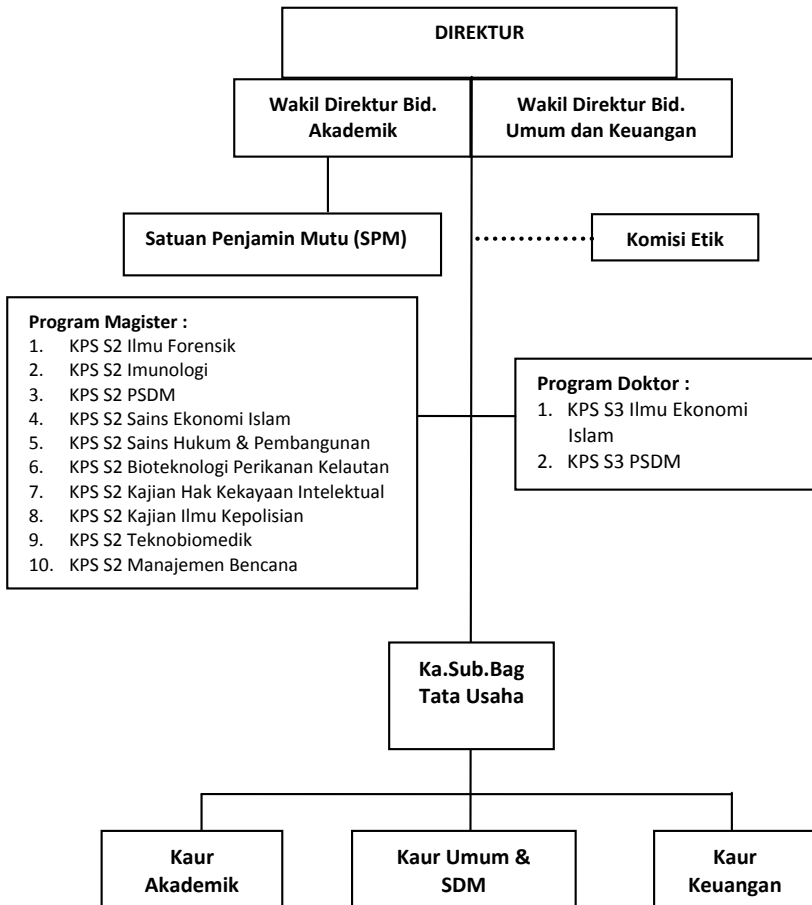 DIREKTUR
Wakil Direktur Bid.
Akademik
Wakil Direktur Bid.
Umum dan Keuangan
Satuan Penjamin Mutu (SPM)
Komisi Etik
Program Magister :
1. KPS S2 Ilmu Forensik
2. KPS S2 Imunologi
3. KPS S2 PSDM
4. KPS S2 Sains Ekonomi Islam
5. KPS S2 Sains Hukum & Pembangunan
6. KPS S2 Bioteknologi Perikanan Kelautan
7. KPS S2 Kajian Hak Kekayaan Intelektual
8. KPS S2 Kajian Ilmu Kepolisian
9. KPS S2 Teknobiomedik
10. KPS S2 Manajemen Bencana
Program Doktor :
1. KPS S3 Ilmu Ekonomi
Islam
2. KPS S3 PSDM
Ka.Sub.Bag
Tata Usaha
Kaur
Akademik
Kaur Umum &
SDM
Kaur
Keuangan